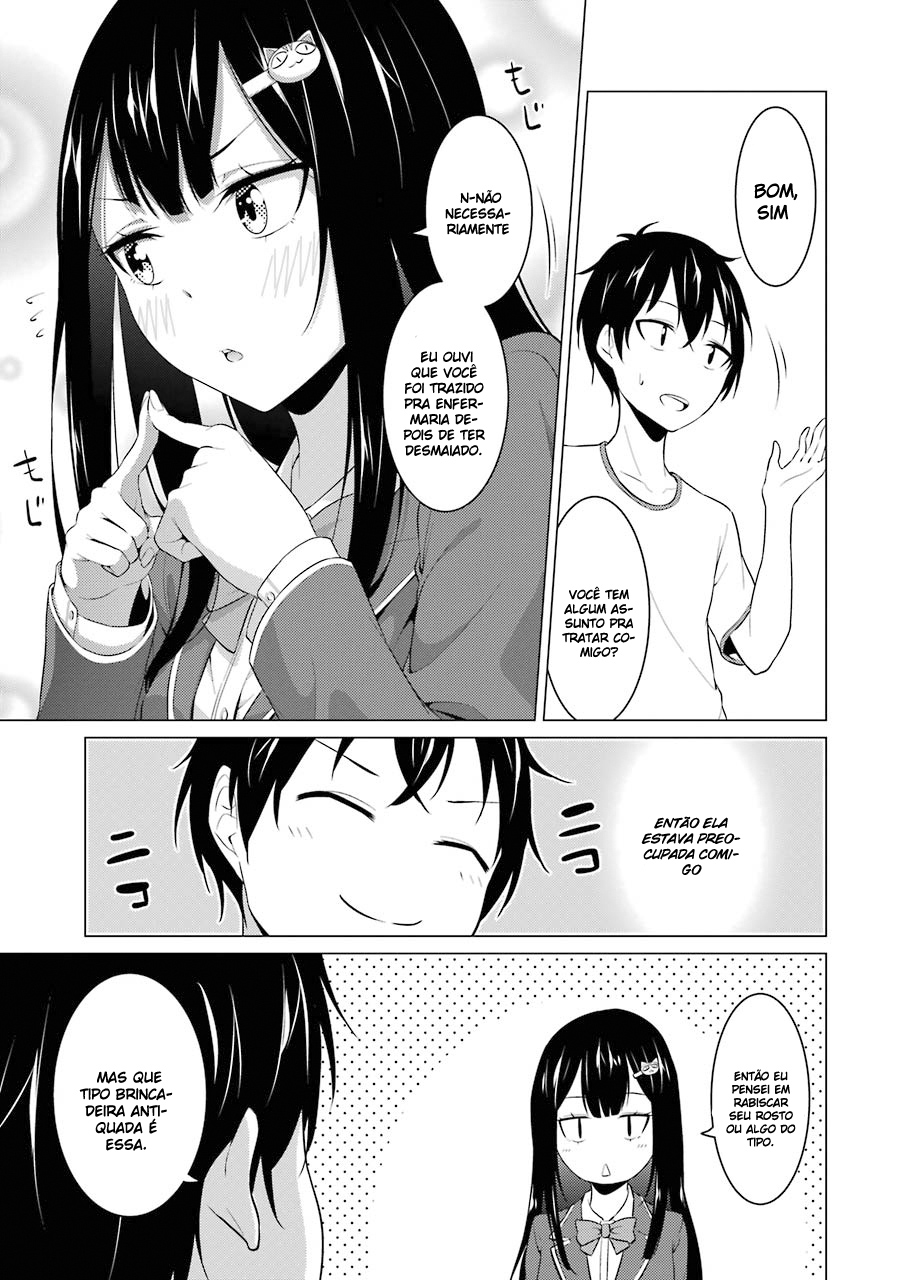 BOM,
SIM
VOCÊ TEM
ALGUM AS-
SUNTO PRA
TRATAR CO-
MIGO?
もじ
N-NÃO
NECESSA-
RIAMENTE
EU OUVI
QUE VOCÊ
FOI TRAZIDO
PRA ENFER-
MARIA DE-
POIS DE TER
DESMAIADO.
もじ
ENTÃO ELA
ESTAVA PREO-
CUPADA COMI-
GO
ニコ
ニコ
ENTÃO EU
PENSEI EM
RABISCAR
SEU ROSTO
OU ALGO DO
TIPO.
MAS QUE
TIPO BRINCA-
DEIRA ANTI-
QUADA É
ESSA.